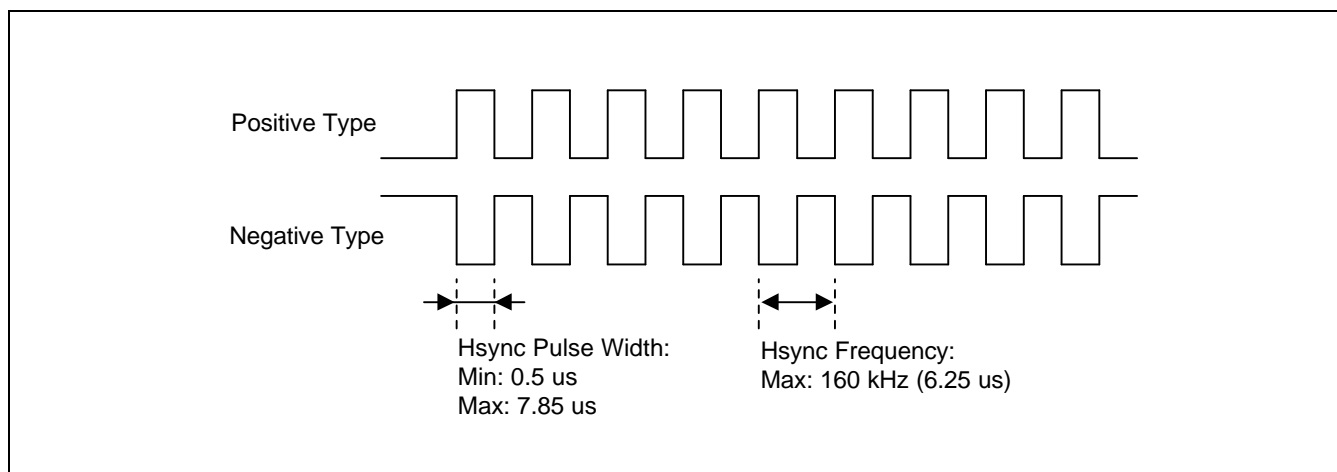 Positive Type
Negative Type
Hsync Pulse Width:
Min: 0.5 us
Max: 7.85 us
Hsync Frequency:
Max: 160 kHz (6.25 us)